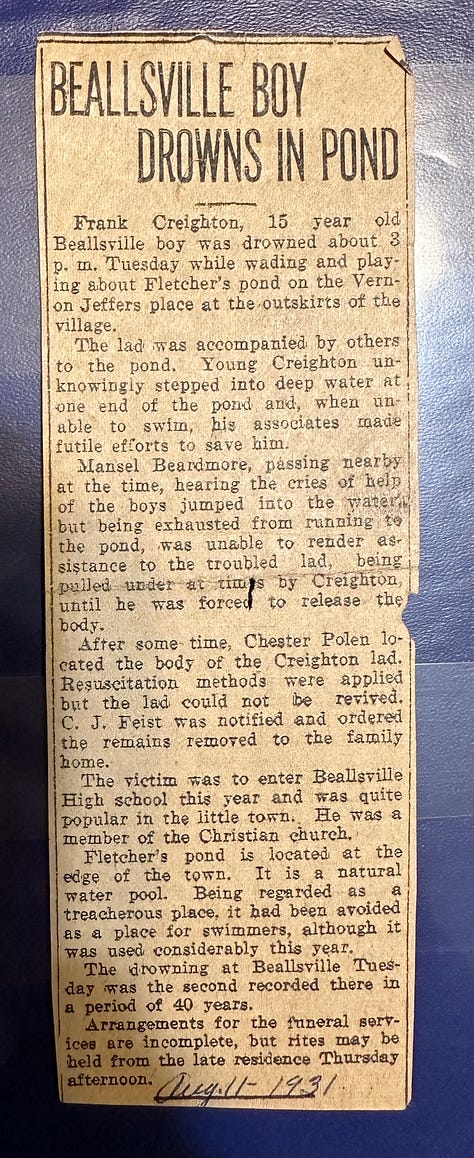 BEALLSVILLE BOY
DROWNS IN POND
Frank Creighton, 15 year old
Beallsville boy was drowned about 3
p. m. Tuesday while wading and play-
ing about Fletcher's pond on the Vern-
on Jeffers place at the outskirts of the
village.
The lad was accompanied by others
to the pond. Young Creighton un-
knowingly stepped into deep water at
one end of the pond and, when un-
able to swim, his associates made
futile efforts to save him.
Mansel Beardmore, passing nearby
at the time, hearing the cries of help
of the boys jumped into the water,
but being exhausted from running to
the pond, was unable to render as-
sistance to the troubled lad, being
pulled under at times by Creighton,
until he was forced to release the
body.
After some time, Chester Polen lo-
cated the body of the Creighton lad.
Resuscitation methods were applied
but the lad could not be revived.
C. J. Feist was notified and ordered
the remains removed to the family
home.
The victim was to enter Beallsville
High school this year and was quite
popular in the little town. He was a
member of the Christian church.
Fletcher's pond is located at the
edge of the town. It is a natural
water pool. Being regarded as a
treacherous place, it had been avoided
as a place for swimmers, although it
was used considerably this year.
The drowning at Beallsville Tues-
day was the second recorded there in
a period of 40 years.
Arrangements for the funeral serv-
ices are incomplete, but rites may be
held from the late residence Thursday
afternoon.
Aug. 11 - 1931